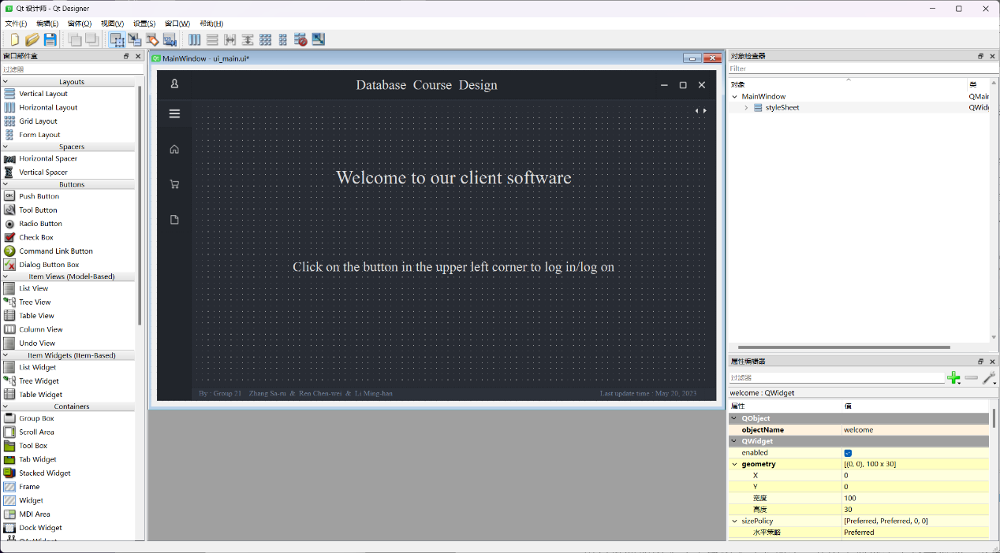 Qt 设计师 - Qt Designer
文件(F) 编辑(E) 窗体(O) 视图(V) 设置(S) 窗口(W) 帮助(H)
窗口部件盒
过滤器
Layouts
Vertical Layout
Horizontal Layout
Grid Layout
Form Layout
Spacers
Horizontal Spacer
Vertical Spacer
Buttons
Push Button
Tool Button
Radio Button
Check Box
Command Link Button
Dialog Button Box
Item Views (Model-Based)
List View
Tree View
Table View
Column View
Undo View
Item Widgets (Item-Based)
List Widget
Tree Widget
Table Widget
Containers
Group Box
Scroll Area
Tool Box
Tab Widget
Stacked Widget
Frame
Widget
MDI Area
Dock Widget
MainWindow - ui_main.ui*
Database Course Design
Welcome to our client software
Click on the button in the upper left corner to log in/log on
By : Group 21 Zhang Sa-ru & Ren Chen-wei & Li Ming-han
Last update time : May 20, 2023
对象检查器
Filter
对象 类
MainWindow QMair
styleSheet QWidg
属性编辑器
过滤器
welcome : QWidget
属性 值
QObject
objectName welcome
QWidget
enabled
geometry [(0, 0), 100 x 30]
X 0
Y 0
宽度 100
高度 30
sizePolicy [Preferred, Preferred, 0, 0]
水平策略 Preferred